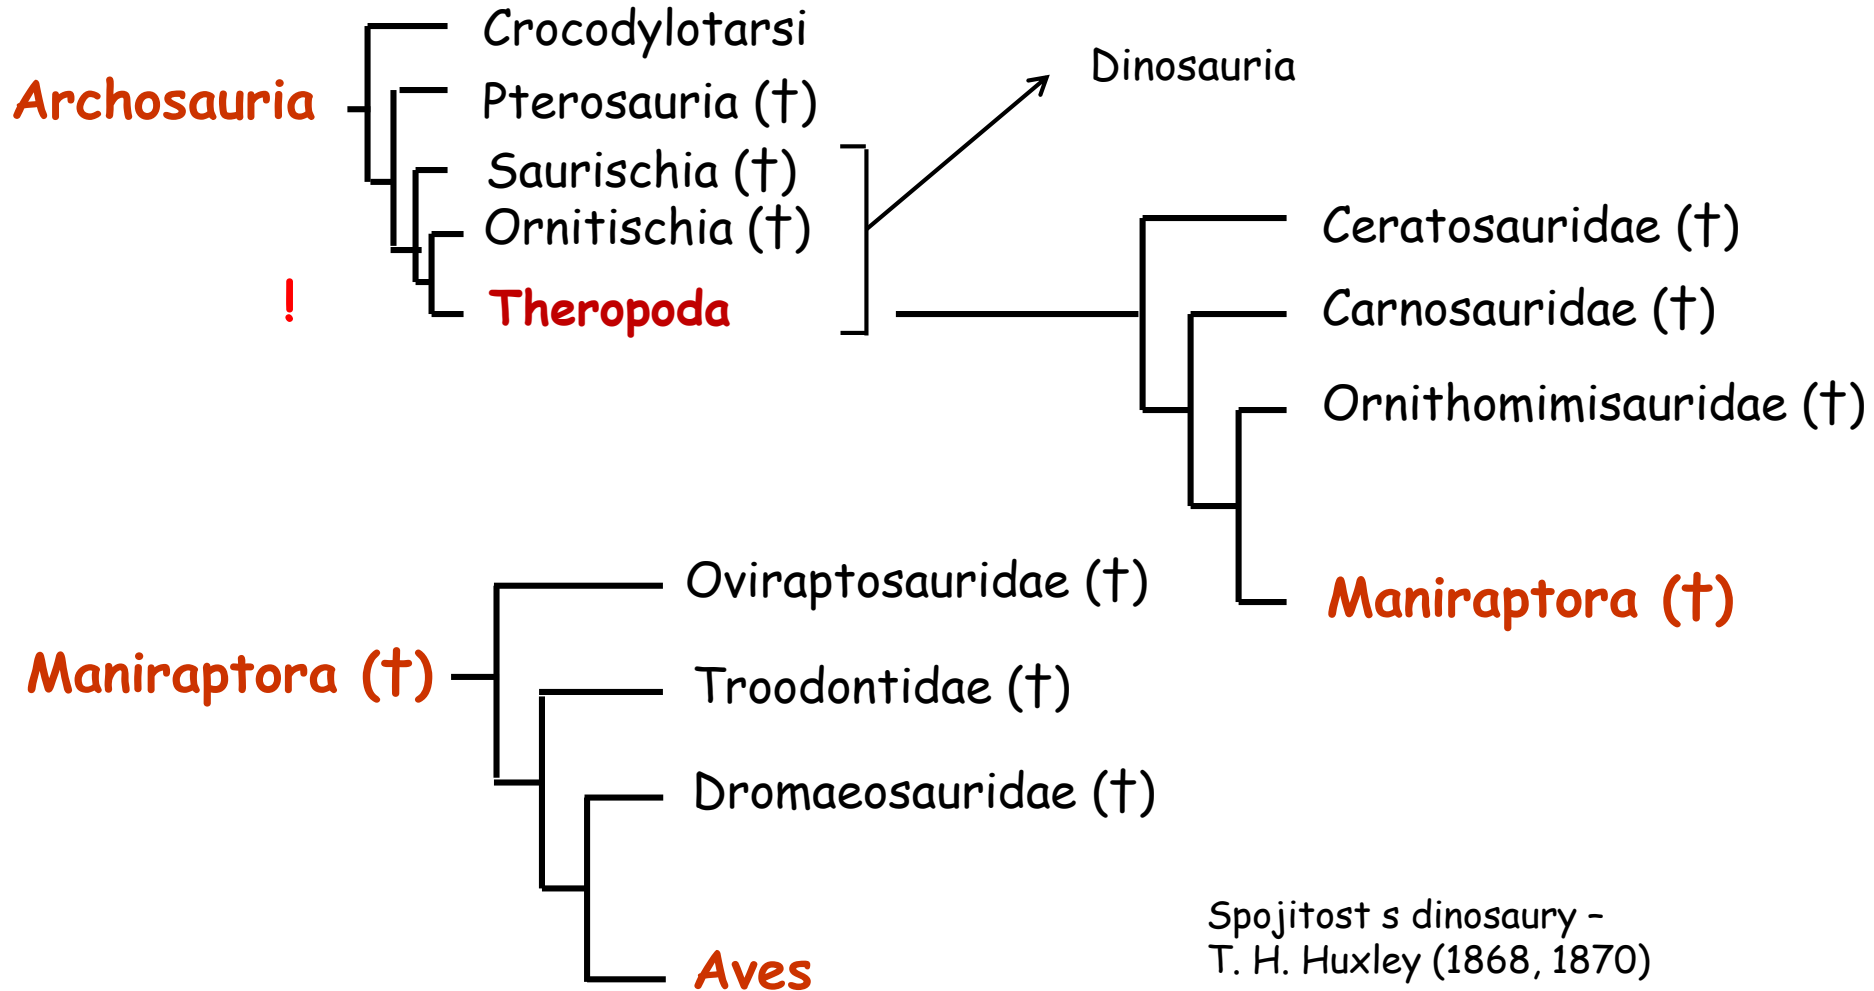 Crocodylotarsi
Archosauria
Pterosauria (†)
Saurischia (†)
Ornitischia (†)
!
Theropoda
Dinosauria
Ceratosauridae (†)
Carnosauridae (†)
Ornithomimisauridae (†)
Maniraptora (†)
Maniraptora (†)
Oviraptosauridae (†)
Troodontidae (†)
Dromaeosauridae (†)
Aves
Spojitost s dinosaury –
T. H. Huxley (1868, 1870)